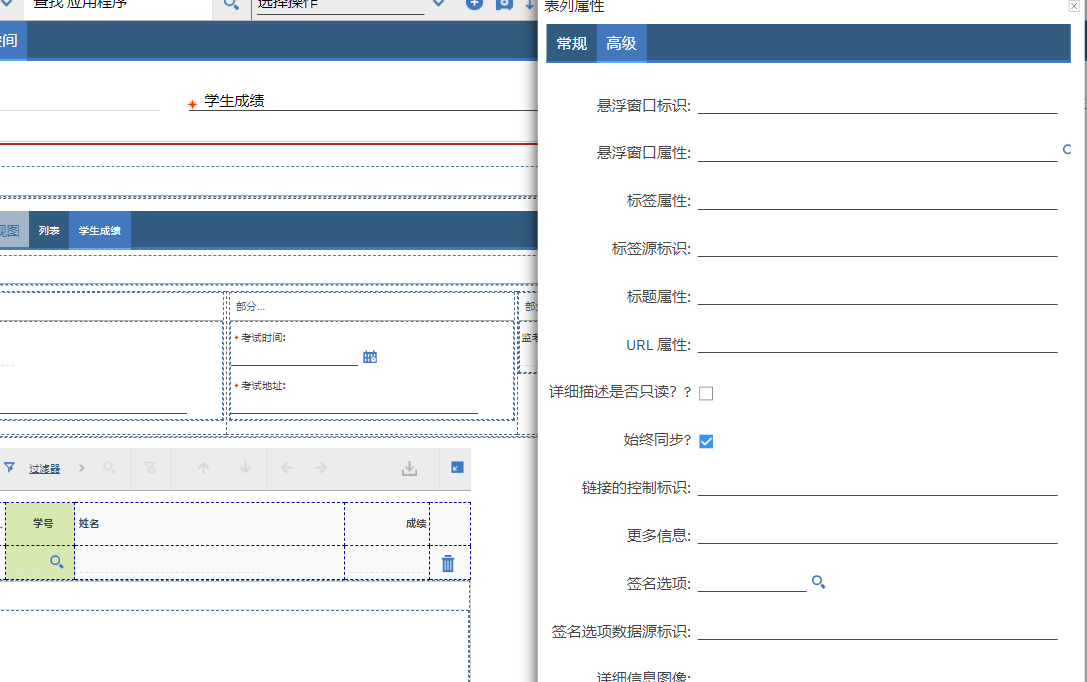 查找 应用程序
选择操作
空间
学生成绩
视图 列表 学生成绩
部分...
部分
考试时间:
监考
考试地址:
过滤器
学号 姓名 成绩
表列属性
常规 高级
悬浮窗口标识:
悬浮窗口属性:
标签属性:
标签源标识:
标题属性:
URL 属性:
详细描述是否只读? ?
始终同步?
链接的控制标识:
更多信息:
签名选项:
签名选项数据源标识:
详细信息图像: